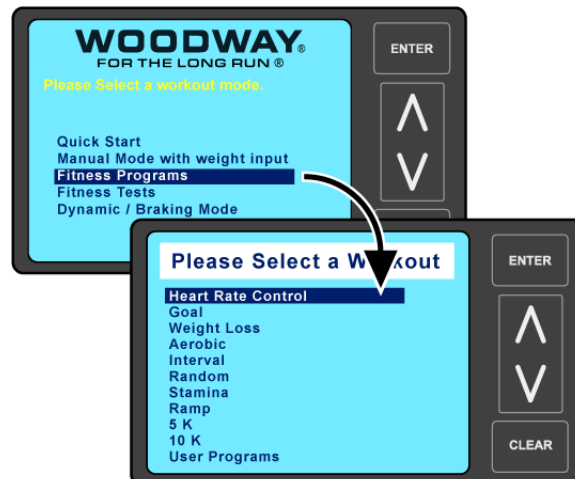 WOODWAY®
FOR THE LONG RUN ®
Please Select a workout mode.
Quick Start
Manual Mode with weight input
Fitness Programs
Fitness Tests
Dynamic / Braking Mode
ENTER
Please Select a Workout
Heart Rate Control
Goal
Weight Loss
Aerobic
Interval
Random
Stamina
Ramp
5 K
10 K
User Programs
ENTER
CLEAR